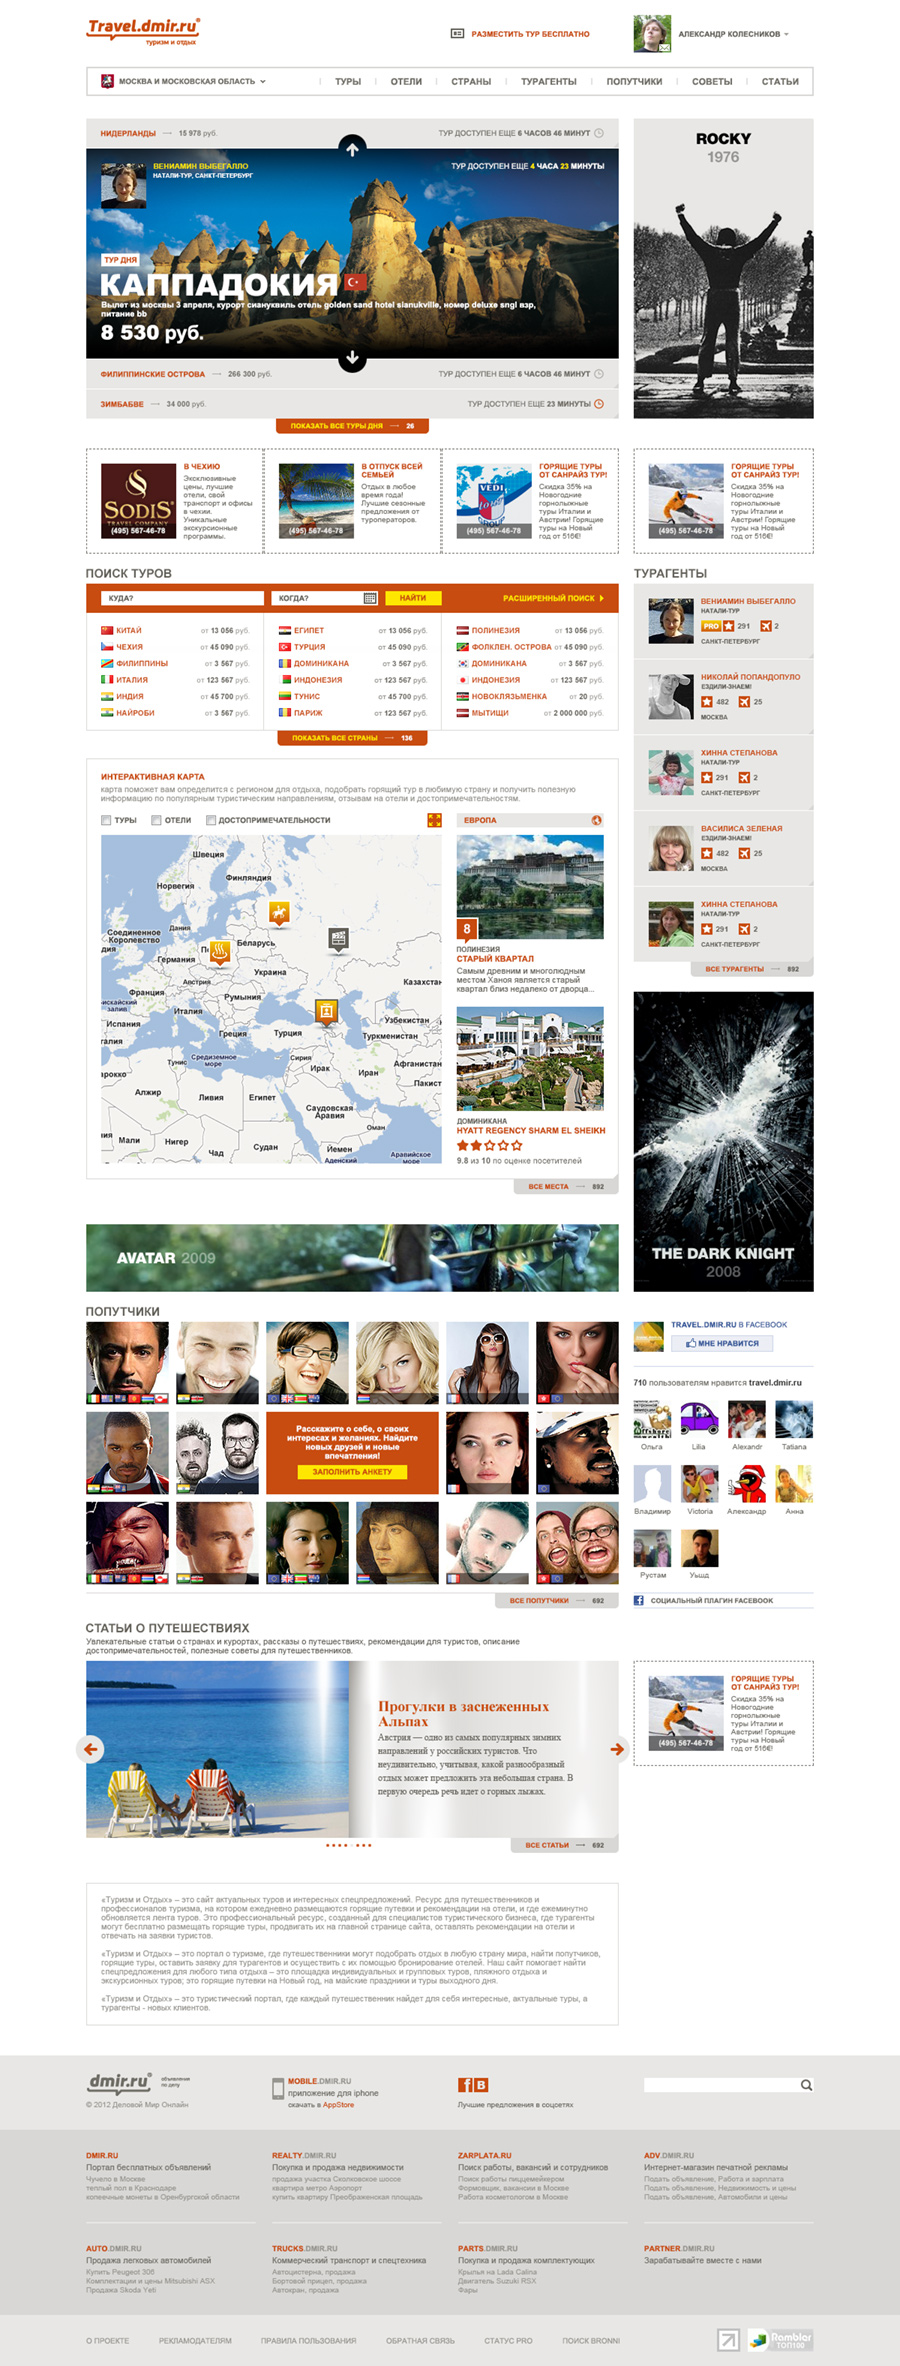 Travel.dmir.ru
туризм и отдых
РАЗМЕСТИТЬ ТУР БЕСПЛАТНО
АЛЕКСАНДР КОЛЕСНИКОВ
МОСКВА И МОСКОВСКАЯ ОБЛАСТЬ
ТУРЫ
ОТЕЛИ
СТРАНЫ
ТУРАГЕНТЫ
ПОПУТЧИКИ
СОВЕТЫ
СТАТЬИ
НИДЕРЛАНДЫ → 15 978 руб.
ТУР ДОСТУПЕН ЕЩЕ 6 ЧАСОВ 46 МИНУТ
ВЕНИАМИН ВЫБЕГАЛЛО
НАТАЛИ-ТУР, САНКТ-ПЕТЕРБУРГ
ТУР ДОСТУПЕН ЕЩЕ 4 ЧАСА 23 МИНУТЫ
ТУР ДНЯ
КАППАДОКИЯ
Вылет из москвы 3 апреля, курорт сиануквиль отель golden sand hotel sianukville, номер deluxe sngl взр,
питание bb
8 530 руб.
ФИЛИППИНСКИЕ ОСТРОВА → 266 300 руб.
ТУР ДОСТУПЕН ЕЩЕ 6 ЧАСОВ 46 МИНУТ
ЗИМБАБВЕ → 34 000 руб.
ТУР ДОСТУПЕН ЕЩЕ 23 МИНУТЫ
ПОКАЗАТЬ ВСЕ ТУРЫ ДНЯ → 26
ROCKY
1976
SODIS
TRAVEL COMPANY
(495) 567-46-78
В ЧЕХИЮ
Эксклюзивные
цены, лучшие
отели, свой
транспорт и офисы
в чехии.
Уникальные
экскурсионные
программы.
(495) 567-46-78
В ОТПУСК ВСЕЙ
СЕМЬЕЙ
Отдых в любое
время года!
Лучшие сезонные
предложения от
туроператоров.
VEDI
(495) 567-46-78
ГОРЯЩИЕ ТУРЫ
ОТ САНРАЙЗ ТУР!
Скидка 35% на
Новогодние
горнолыжные
туры Италии и
Австрии! Горящие
туры на Новый
год от 516€!
(495) 567-46-78
ГОРЯЩИЕ ТУРЫ
ОТ САНРАЙЗ ТУР!
Скидка 35% на
Новогодние
горнолыжные
туры Италии и
Австрии! Горящие
туры на Новый
год от 516€!
ПОИСК ТУРОВ
КУДА?
КОГДА?
НАЙТИ
РАСШИРЕННЫЙ ПОИСК
КИТАЙ от 13 056 руб.
ЧЕХИЯ от 45 090 руб.
ФИЛИППИНЫ от 3 567 руб.
ИТАЛИЯ от 123 567 руб.
ИНДИЯ от 45 700 руб.
НАЙРОБИ от 3 567 руб.
ЕГИПЕТ от 13 056 руб.
ТУРЦИЯ от 45 090 руб.
ДОМИНИКАНА от 3 567 руб.
ИНДОНЕЗИЯ от 123 567 руб.
ТУНИС от 45 700 руб.
ПАРИЖ от 123 567 руб.
ПОЛИНЕЗИЯ от 13 056 руб.
ФОЛКЛЕН. ОСТРОВА от 45 090 руб.
ДОМИНИКАНА от 3 567 руб.
ИНДОНЕЗИЯ от 123 567 руб.
НОВОКЛЯЗЬМЕНКА от 20 руб.
МЫТИЩИ от 2 000 000 руб.
ПОКАЗАТЬ ВСЕ СТРАНЫ → 136
ТУРАГЕНТЫ
ВЕНИАМИН ВЫБЕГАЛЛО
НАТАЛИ-ТУР
PRO 291 2
САНКТ-ПЕТЕРБУРГ
НИКОЛАЙ ПОПАНДОПУЛО
ЕЗДИЛИ-ЗНАЕМ!
482 25
МОСКВА
ХИННА СТЕПАНОВА
НАТАЛИ-ТУР
291 2
САНКТ-ПЕТЕРБУРГ
ВАСИЛИСА ЗЕЛЕНАЯ
ЕЗДИЛИ-ЗНАЕМ!
482 25
МОСКВА
ХИННА СТЕПАНОВА
НАТАЛИ-ТУР
291 2
САНКТ-ПЕТЕРБУРГ
ВСЕ ТУРАГЕНТЫ → 892
ИНТЕРАКТИВНАЯ КАРТА
карта поможет вам определится с регионом для отдыха, подобрать горящий тур в любимую страну и получить полезную
информацию по популярным туристическим направлениям, отзывам на отели и достопримечательностям.
ТУРЫ
ОТЕЛИ
ДОСТОПРИМЕЧАТЕЛЬНОСТИ
Швеция
Финляндия
Норвегия
Соединенное
Королевство
Дания
дия
Беларусь
Германия
Украина
Австрия
Казахстан
Франция
Румыния
искайский
залив
Италия
Испания
Узбекистан
галия
Греция
Турция
Туркменистан
Тунис
Средиземное
море
Сирия
Афганистан
арокко
Ирак
Иран
Пакист
Алжир
Ливия
Египет
Саудовская
Аравия
Оман
ния
Мали
Нигер
Чад
Судан
Йемен
Аденский
Аравийское
море
ЕВРОПА
8
ПОЛИНЕЗИЯ
СТАРЫЙ КВАРТАЛ
Самым древним и многолюдным
местом Ханоя является старый
квартал близ недалеко от дворца...
ДОМИНИКАНА
HYATT REGENCY SHARM EL SHEIKH
9.8 из 10 по оценке посетителей
ВСЕ МЕСТА → 892
THE DARK KNIGHT
2008
AVATAR 2009
ПОПУТЧИКИ
Расскажите о себе, о своих
интересах и желаниях. Найдите
новых друзей и новые
впечатления!
ЗАПОЛНИТЬ АНКЕТУ
ВСЕ ПОПУТЧИКИ → 692
TRAVEL.DMIR.RU В FACEBOOK
МНЕ НРАВИТСЯ
710 пользователям нравится travel.dmir.ru
Ольга
Lilia
Alexandr
Tatiana
Владимир
Victoria
Александр
Анна
Рустам
Уышд
СОЦИАЛЬНЫЙ ПЛАГИН FACEBOOK
СТАТЬИ О ПУТЕШЕСТВИЯХ
Увлекательные статьи о странах и курортах, рассказы о путешествиях, рекомендации для туристов, описание
достопримечательностей, полезные советы для путешественников.
Прогулки в заснеженных
Альпах
Австрия — одно из самых популярных зимних
направлений у российских туристов. Что
неудивительно, учитывая, какой разнообразный
отдых может предложить эта небольшая страна. В
первую очередь речь идет о горных лыжах.
ВСЕ СТАТЬИ → 692
(495) 567-46-78
ГОРЯЩИЕ ТУРЫ
ОТ САНРАЙЗ ТУР!
Скидка 35% на
Новогодние
горнолыжные
туры Италии и
Австрии! Горящие
туры на Новый
год от 516€!
«Туризм и Отдых» – это сайт актуальных туров и интересных спецпредложений. Ресурс для путешественников и
профессионалов туризма, на котором ежедневно размещаются горящие путевки и рекомендации на отели, и где ежеминутно
обновляется лента туров. Это профессиональный ресурс, созданный для специалистов туристического бизнеса, где турагенты
могут бесплатно размещать горящие туры, продвигать их на главной странице сайта, оставлять рекомендации на отели и
отвечать на заявки туристов.
«Туризм и Отдых» – это портал о туризме, где путешественники могут подобрать отдых в любую страну мира, найти попутчиков,
горящие туры, оставить заявку для турагентов и осуществить с их помощью бронирование отелей. Наш сайт помогает найти
спецпредложения для любого типа отдыха – это площадка индивидуальных и групповых туров, пляжного отдыха и
экскурсионных туров; это горящие путевки на Новый год, на майские праздники и туры выходного дня.
«Туризм и Отдых» – это туристический портал, где каждый путешественник найдет для себя интересные, актуальные туры, а
турагенты - новых клиентов.
dmir.ru
объявления
по делу
© 2012 Деловой Мир Онлайн
MOBILE.DMIR.RU
приложение для iphone
скачать в AppStore
Лучшие предложения в соцсетях
DMIR.RU
Портал бесплатных объявлений
Чучело в Москве
теплый пол в Краснодаре
копеечные монеты в Оренбургской области
REALTY.DMIR.RU
Покупка и продажа недвижимости
продажа участка Сколковское шоссе
квартира метро Аэропорт
купить квартиру Преображенская площадь
ZARPLATA.RU
Поиск работы, вакансий и сотрудников
Поиск работы пиццемейкером
Формовщик, вакансии в Москве
Работа косметологом в Москве
ADV.DMIR.RU
Интернет-магазин печатной рекламы
Подать объявление, Работа и зарплата
Подать объявление, Недвижимость и цены
Подать объявление, Автомобили и цены
AUTO.DMIR.RU
Продажа легковых автомобилей
Купить Peugeot 306
Комплектации и цены Mitsubishi ASX
Продажа Skoda Yeti
TRUCKS.DMIR.RU
Коммерческий транспорт и спецтехника
Автоцистерна, продажа
Бортовой прицеп, продажа
Автокран, продажа
PARTS.DMIR.RU
Покупка и продажа комплектующих
Крылья на Lada Calina
Двигатель Suzuki RSX
Фары
PARTNER.DMIR.RU
Зарабатывайте вместе с нами
О ПРОЕКТЕ
РЕКЛАМОДАТЕЛЯМ
ПРАВИЛА ПОЛЬЗОВАНИЯ
ОБРАТНАЯ СВЯЗЬ
СТАТУС PRO
ПОИСК BRONNI
Rambler
ТОП100